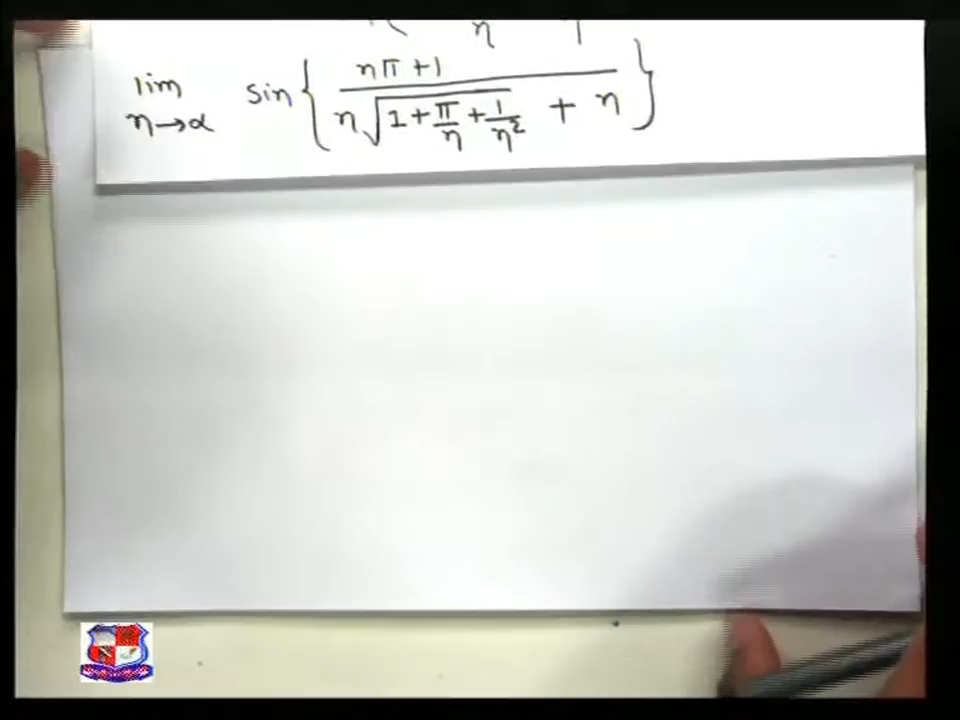 lim n→α sin { nπ + 1 / n√(1 + π/n + 1/n²) + n }